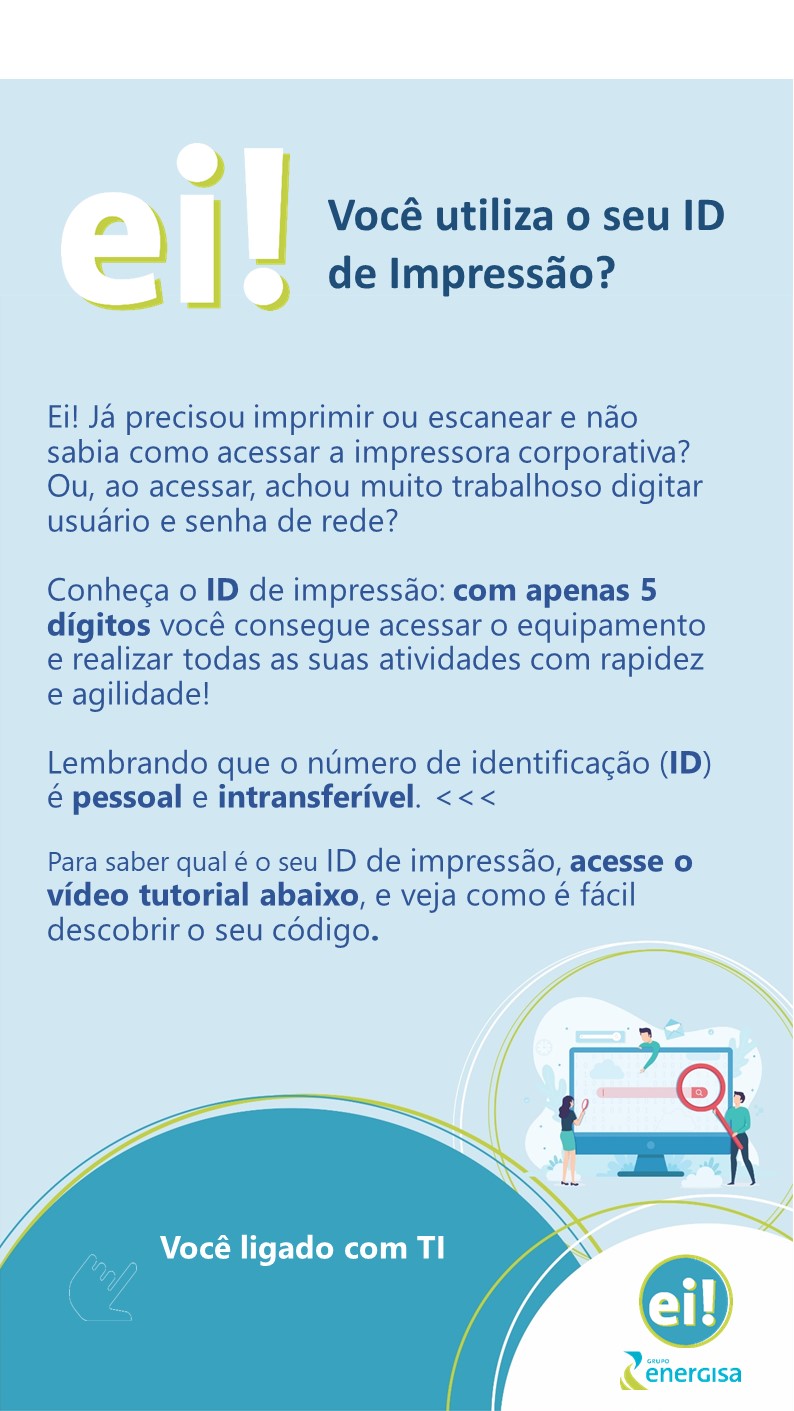 ei!
Você utiliza o seu ID
de Impressão?
Ei! Já precisou imprimir ou escanear e não
sabia como acessar a impressora corporativa?
Ou, ao acessar, achou muito trabalhoso digitar
usuário e senha de rede?
Conheça o ID de impressão: com apenas 5
dígitos você consegue acessar o equipamento
e realizar todas as suas atividades com rapidez
e agilidade!
Lembrando que o número de identificação (ID)
é pessoal e intransferível. <<<
Para saber qual é o seu ID de impressão, acesse o
vídeo tutorial abaixo, e veja como é fácil
descobrir o seu código.
Você ligado com TI
ei!
GRUPO
energisa